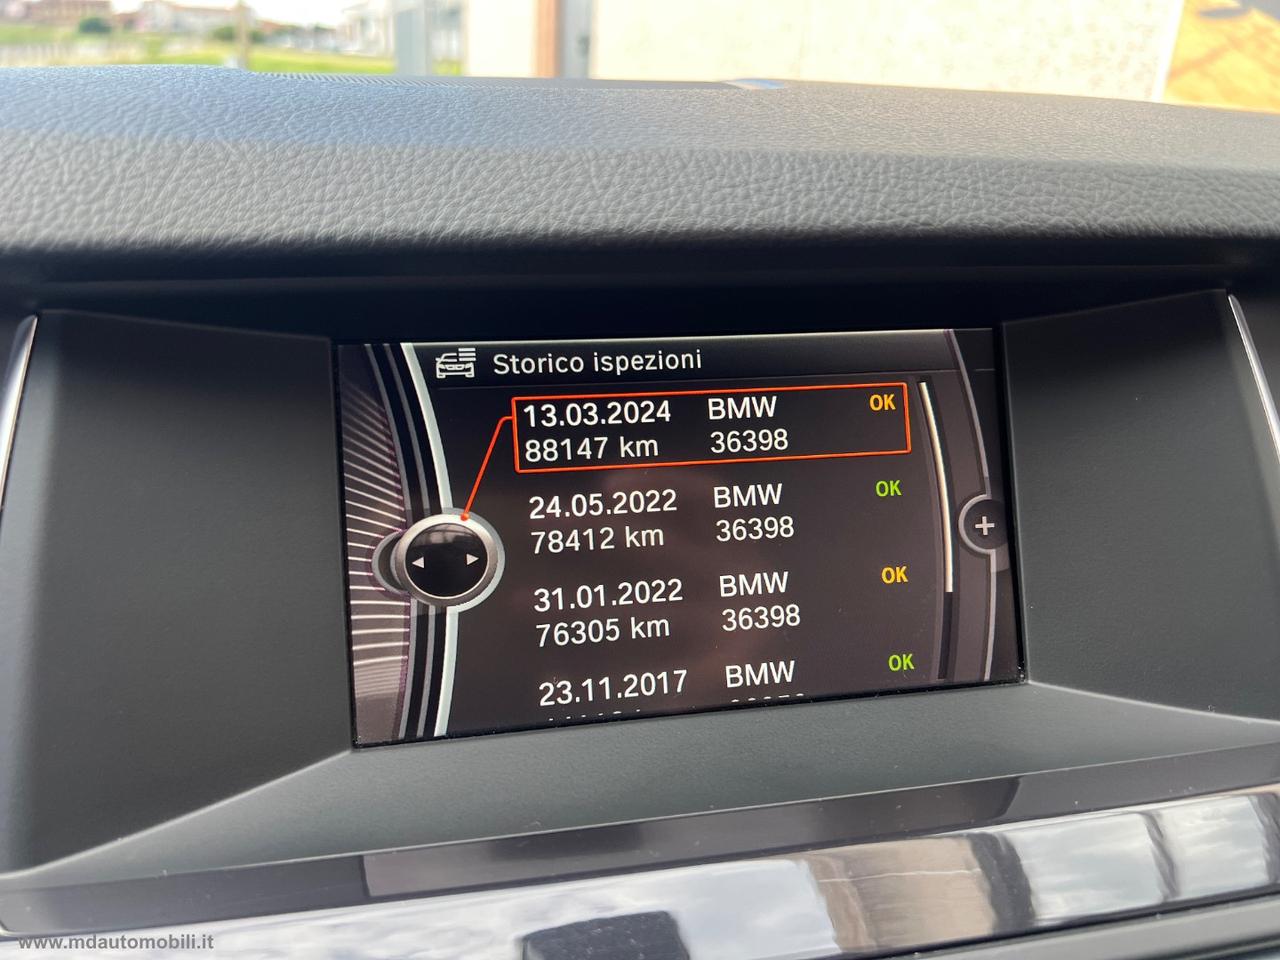 Storico ispezioni
13.03.2024 BMW OK
88147 km 36398
24.05.2022 BMW OK
78412 km 36398
31.01.2022 BMW OK
76305 km 36398
23.11.2017 BMW OK
www.mdautomobili.it